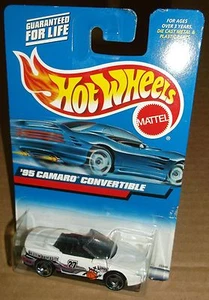 GUARANTEED
FOR LIFE
FOR AGES
OVER 3 YEARS.
DIE CAST METAL &
PLASTIC PARTS
HOT WHEELS
MATTEL
'95 CAMARO CONVERTIBLE
27